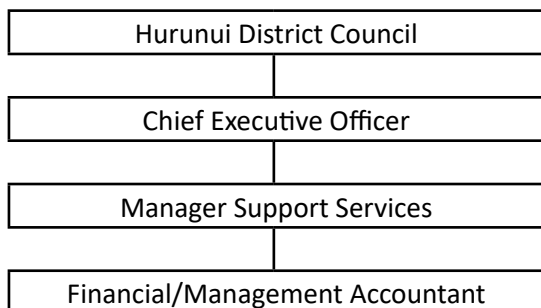 Hurunui District Council
Chief Executive Officer
Manager Support Services
Financial/Management Accountant